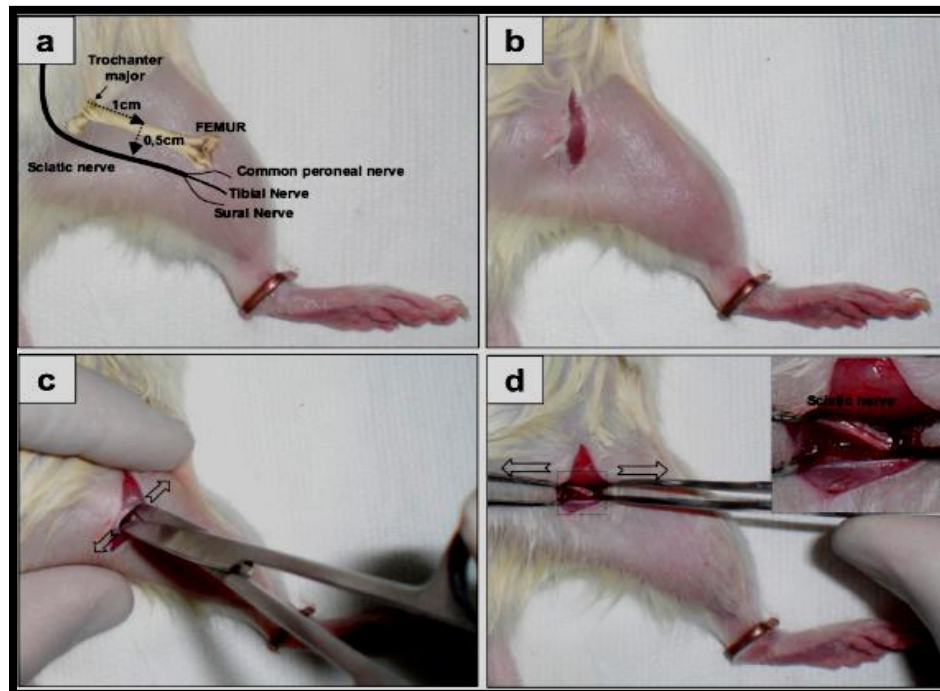 a
Trochanter
major
1cm
FEMUR
0,5cm
Sciatic nerve
Common peroneal nerve
Tibial Nerve
Sural Nerve
b
c
d
Sciatic nerve